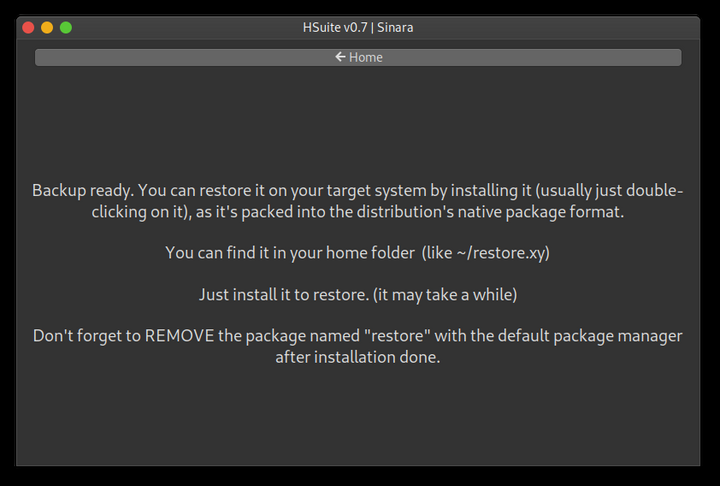 HSuite v0.7 | Sinara
← Home
Backup ready. You can restore it on your target system by installing it (usually just double-
clicking on it), as it's packed into the distribution's native package format.
You can find it in your home folder (like ~/restore.xy)
Just install it to restore. (it may take a while)
Don't forget to REMOVE the package named "restore" with the default package manager
after installation done.